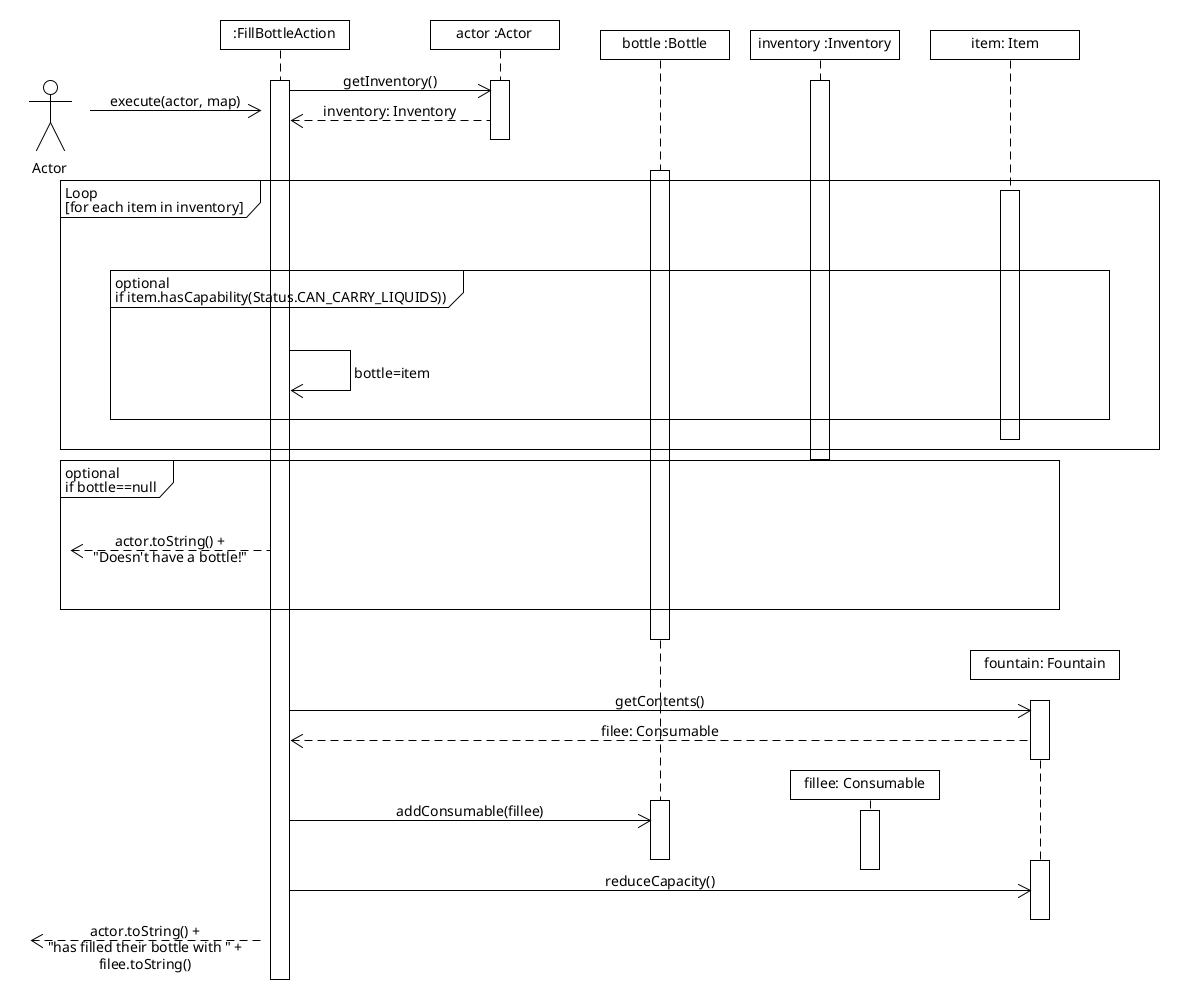 :FillBottleAction
actor :Actor
bottle :Bottle
inventory :Inventory
item: Item
getInventory()
execute(actor, map)
inventory: Inventory
Actor
Loop
[for each item in inventory]
optional
if item.hasCapability(Status.CAN_CARRY_LIQUIDS))
bottle=item
optional
if bottle==null
actor.toString() +
"Doesn't have a bottle!"
fountain: Fountain
getContents()
filee: Consumable
fillee: Consumable
addConsumable(fillee)
reduceCapacity()
actor.toString() +
"has filled their bottle with " +
filee.toString()